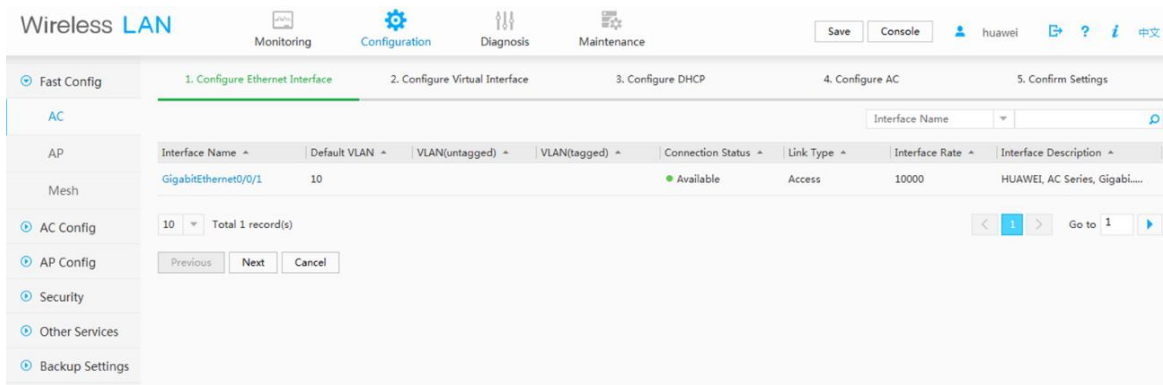 Wireless LAN
Monitoring
Configuration
Diagnosis
Maintenance
Save
Console
huawei
?
i
中文
Fast Config
AC
AP
Mesh
AC Config
AP Config
Security
Other Services
Backup Settings
1. Configure Ethernet Interface
2. Configure Virtual Interface
3. Configure DHCP
4. Configure AC
5. Confirm Settings
Interface Name
Interface Name Default VLAN VLAN(untagged) VLAN(tagged) Connection Status Link Type Interface Rate Interface Description
GigabitEthernet0/0/1 10 Available Access 10000 HUAWEI, AC Series, Gigabi.....
10 Total 1 record(s)
< 1 > Go to 1
Previous Next Cancel